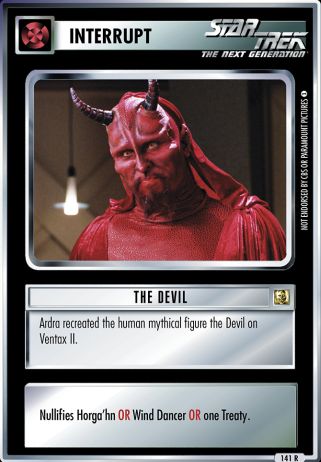 INTERRUPT
STAR TREK
THE NEXT GENERATION
NOT ENDORSED BY CBS OR PARAMOUNT PICTURES 1
THE DEVIL
Ardra recreated the human mythical figure the Devil on
Ventax II.
Nullifies Horga'hn OR Wind Dancer OR one Treaty.
141 R